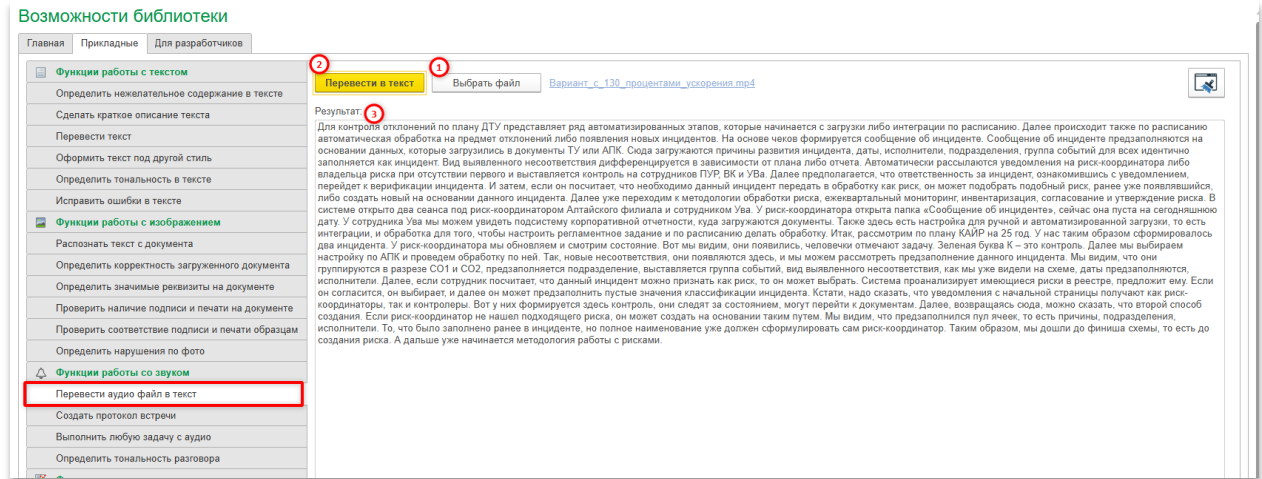 Возможности библиотеки
Главная
Прикладные
Для разработчиков
Функции работы с текстом
Определить нежелательное содержание в тексте
Сделать краткое описание текста
Перевести текст
Оформить текст под другой стиль
Определить тональность в тексте
Исправить ошибки в тексте
Функции работы с изображением
Распознать текст с документа
Определить корректность загруженного документа
Определить значимые реквизиты на документе
Проверить наличие подписи и печати на документе
Проверить соответствие подписи и печати образцам
Определить нарушения по фото
Функции работы со звуком
Перевести аудио файл в текст
Создать протокол встречи
Выполнить любую задачу с аудио
Определить тональность разговора
2
1
Перевести в текст
Выбрать файл
Вариант_с_130_процентами_ускорения.mp4
Результат:
3
Для контроля отклонений по плану ДТУ представляет ряд автоматизированных этапов, которые начинается с загрузки либо интеграции по расписанию. Далее происходит также по расписанию
автоматическая обработка на предмет отклонений либо появления новых инцидентов. На основе чеков формируется сообщение об инциденте. Сообщение об инциденте предзаполняются на
основании данных, которые загрузились в документы ТУ или АПК. Сюда загружаются причины развития инцидента, даты, исполнители, подразделения, группа событий для всех идентично
заполняется как инцидент. Вид выявленного несоответствия дифференцируется в зависимости от плана либо отчета. Автоматически рассылаются уведомления на риск-координатора либо
владельца риска при отсутствии первого и выставляется контроль на сотрудников ПУР, ВК и УВа. Далее предполагается, что ответственность за инцидент, ознакомившись с уведомлением,
перейдет к верификации инцидента. И затем, если он посчитает, что необходимо данный инцидент передать в обработку как риск, он может подобрать подобный риск, ранее уже появлявшийся,
либо создать новый на основании данного инцидента. Далее уже переходим к методологии обработки риска, ежеквартальный мониторинг, инвентаризация, согласование и утверждение риска. В
системе открыто два сеанса под риск-координатором Алтайского филиала и сотрудником Ува. У риск-координатора открыта папка «Сообщение об инциденте», сейчас она пуста на сегодняшнюю
дату. У сотрудника Ува мы можем увидеть подсистему корпоративной отчетности, куда загружаются документы. Также здесь есть настройка для ручной и автоматизированной загрузки, то есть
интеграции, и обработка для того, чтобы настроить регламентное задание и по расписанию делать обработку. Итак, рассмотрим по плану КАЙР на 25 год. У нас таким образом сформировалось
два инцидента. У риск-координатора мы обновляем и смотрим состояние. Вот мы видим, они появились, человечки отмечают задачу. Зеленая буква К – это контроль. Далее мы выбираем
настройку по АПК и проведем обработку по ней. Так, новые несоответствия, они появляются здесь, и мы можем рассмотреть предзаполнение данного инцидента. Мы видим, что они
группируются в разрезе СО1 и СО2, предзаполняется подразделение, выставляется группа событий, вид выявленного несоответствия, как мы уже видели на схеме, даты предзаполняются,
исполнители. Далее, если сотрудник посчитает, что данный инцидент можно признать как риск, то он может выбрать. Система проанализирует имеющиеся риски в реестре, предложит ему. Если
он согласится, он выбирает, и далее он может предзаполнить пустые значения классификации инцидента. Кстати, надо сказать, что уведомления с начальной страницы получают как риск-
координаторы, так и контролеры. Вот у них формируется здесь контроль, они следят за состоянием, могут перейти к документам. Далее, возвращаясь сюда, можно сказать, что второй способ
создания. Если риск-координатор не нашел подходящего риска, он может создать на основании таким путем. Мы видим, что предзаполнился пул ячеек, то есть причины, подразделения,
исполнители. То, что было заполнено ранее в инциденте, но полное наименование уже должен сформулировать сам риск-координатор. Таким образом, мы дошли до финиша схемы, то есть до
создания риска. А дальше уже начинается методология работы с рисками.